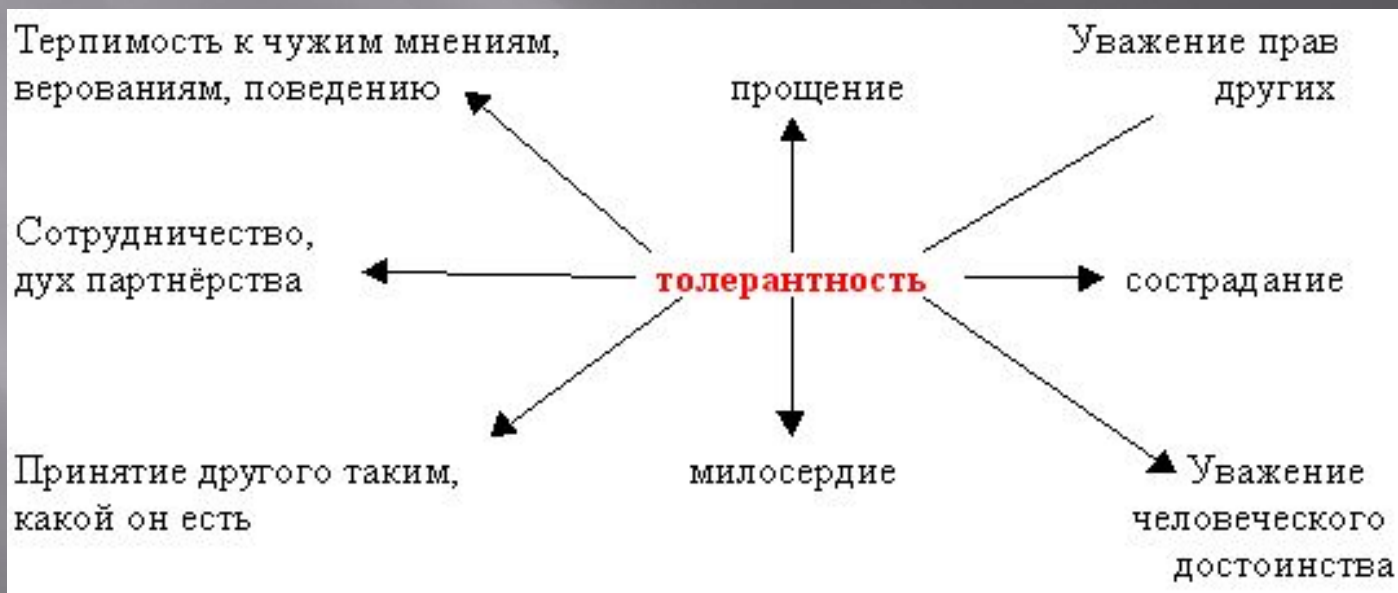 Терпимость к чужим мнениям,
верованиям, поведению
прощение
Уважение прав
других
Сотрудничество,
дух партнёрства
толерантность
сострадание
Принятие другого таким,
какой он есть
милосердие
Уважение
человеческого
достоинства